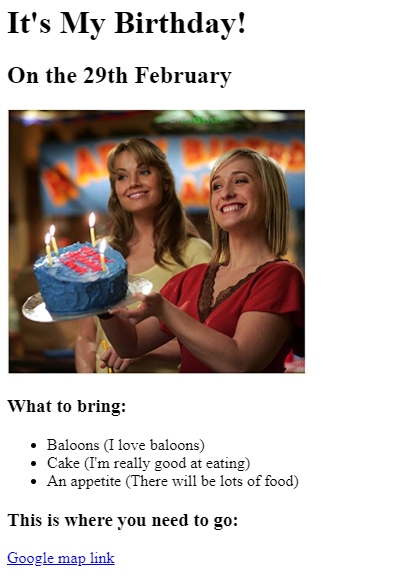 It's My Birthday!
On the 29th February
HAPPY BIRTHDA
What to bring:
Baloons (I love baloons)
Cake (I'm really good at eating)
An appetite (There will be lots of food)
This is where you need to go:
Google map link